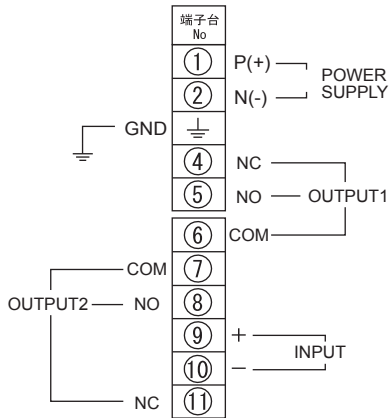 端子台
No
① P(+)
POWER
SUPPLY
② N(-)
GND
④ NC
⑤ NO OUTPUT1
⑥ COM
COM ⑦
OUTPUT2 NO ⑧
⑨ +
INPUT
⑩ −
NC ⑪